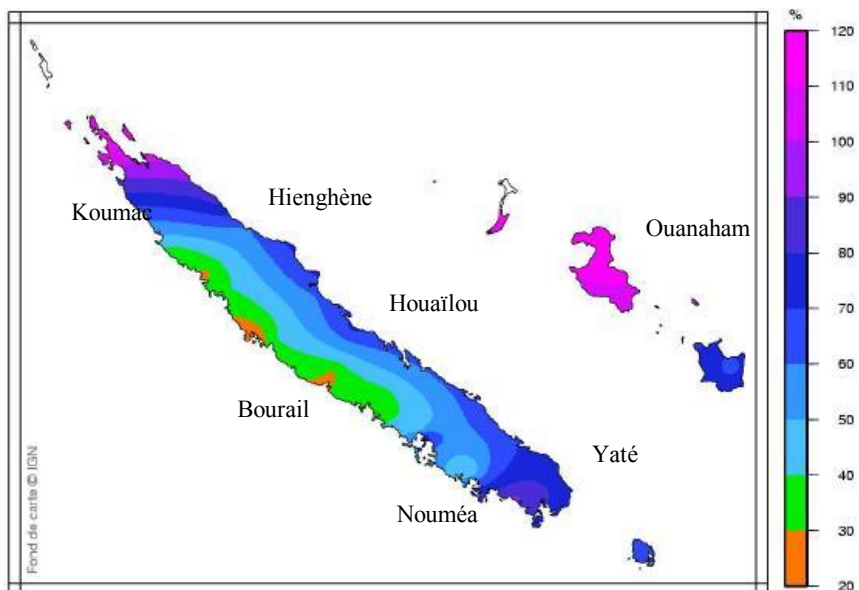 %
120
110
100
90
80
70
60
50
40
30
20
Koumac
Hienghène
Ouanaham
Houaïlou
Bourail
Yaté
Nouméa
Fond de carte © IGN